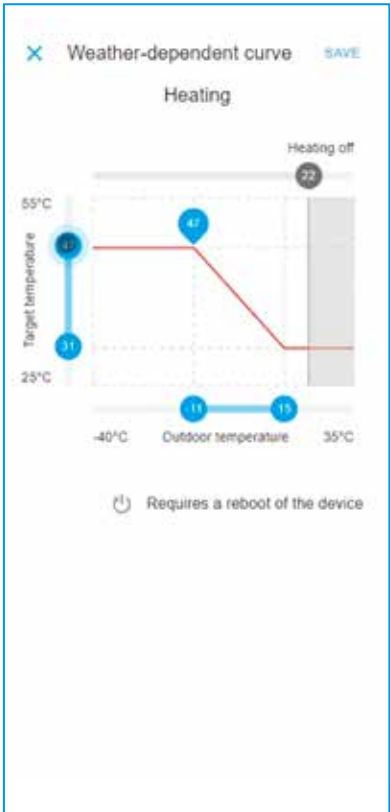 Weather-dependent curve SAVE
Heating
Heating off
22
55°C
47
47
Target temperature
31
25°C
-11 15
-40°C Outdoor temperature 35°C
Requires a reboot of the device